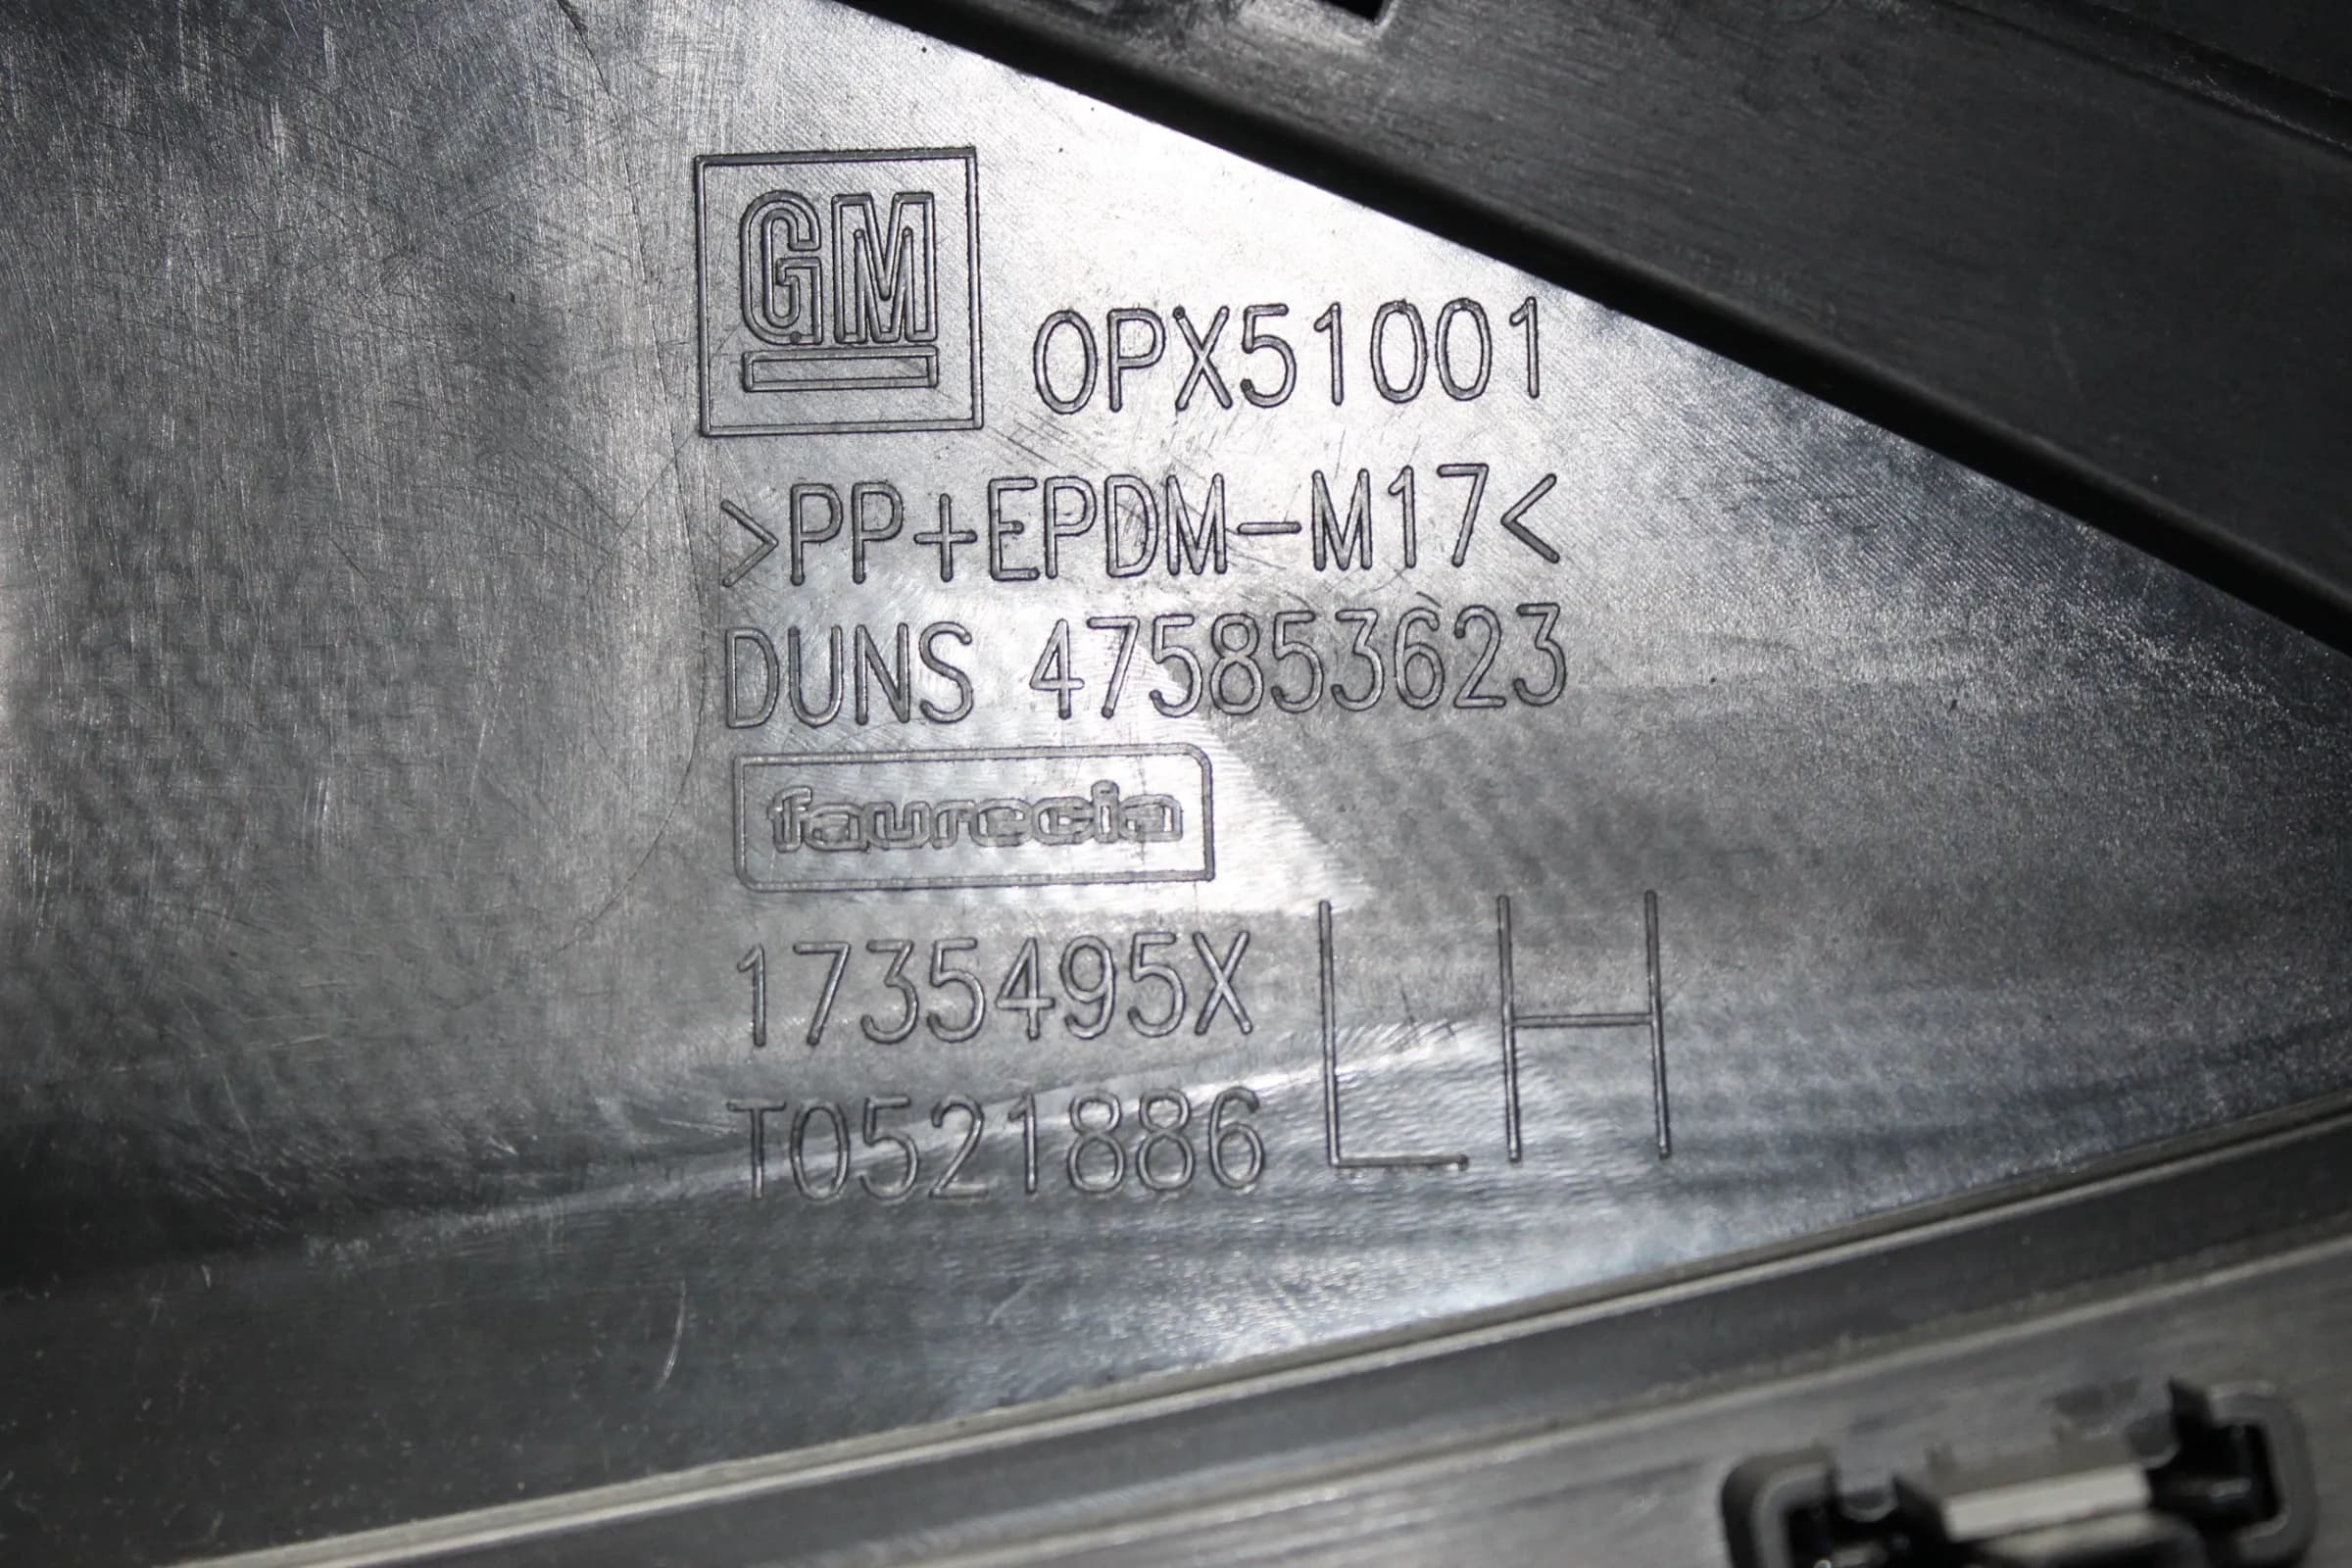 GM
OPX51001
>PP+EPDM-M17<
DUNS 475853623
faurecia
1735495X
LH
T0521886